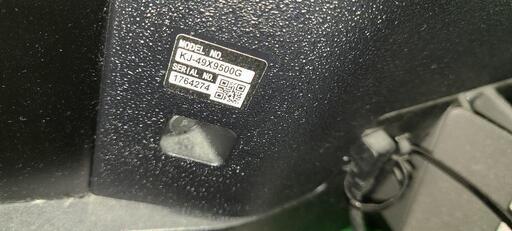 MODEL NO.
KJ-49X9500G
SERIAL NO.
1764274